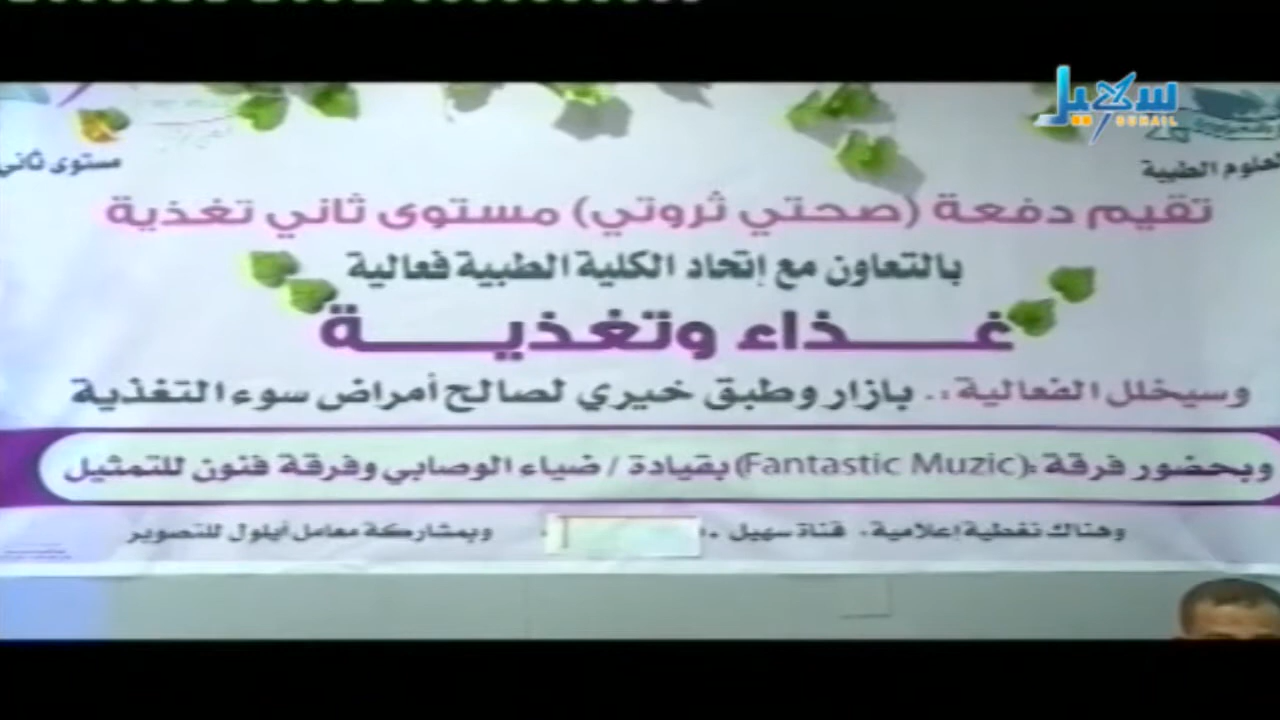 سهيل
SUHAIL
العلوم الطبية
مستوى ثاني
تقيم دفعة (صحتي ثروتي) مستوى ثاني تغذية
بالتعاون مع إتحاد الكلية الطبية فعالية
غذاء وتغذية
وسيخلل الفعالية :. بازار وطبق خيري لصالح أمراض سوء التغذية
وبحضور فرقة :(Fantastic Muzic) بقيادة / ضياء الوصابي وفرقة فنون للتمثيل
وهناك تغطية إعلامية . قناة سهيل . وبمشاركة معامل أيلول للتصوير